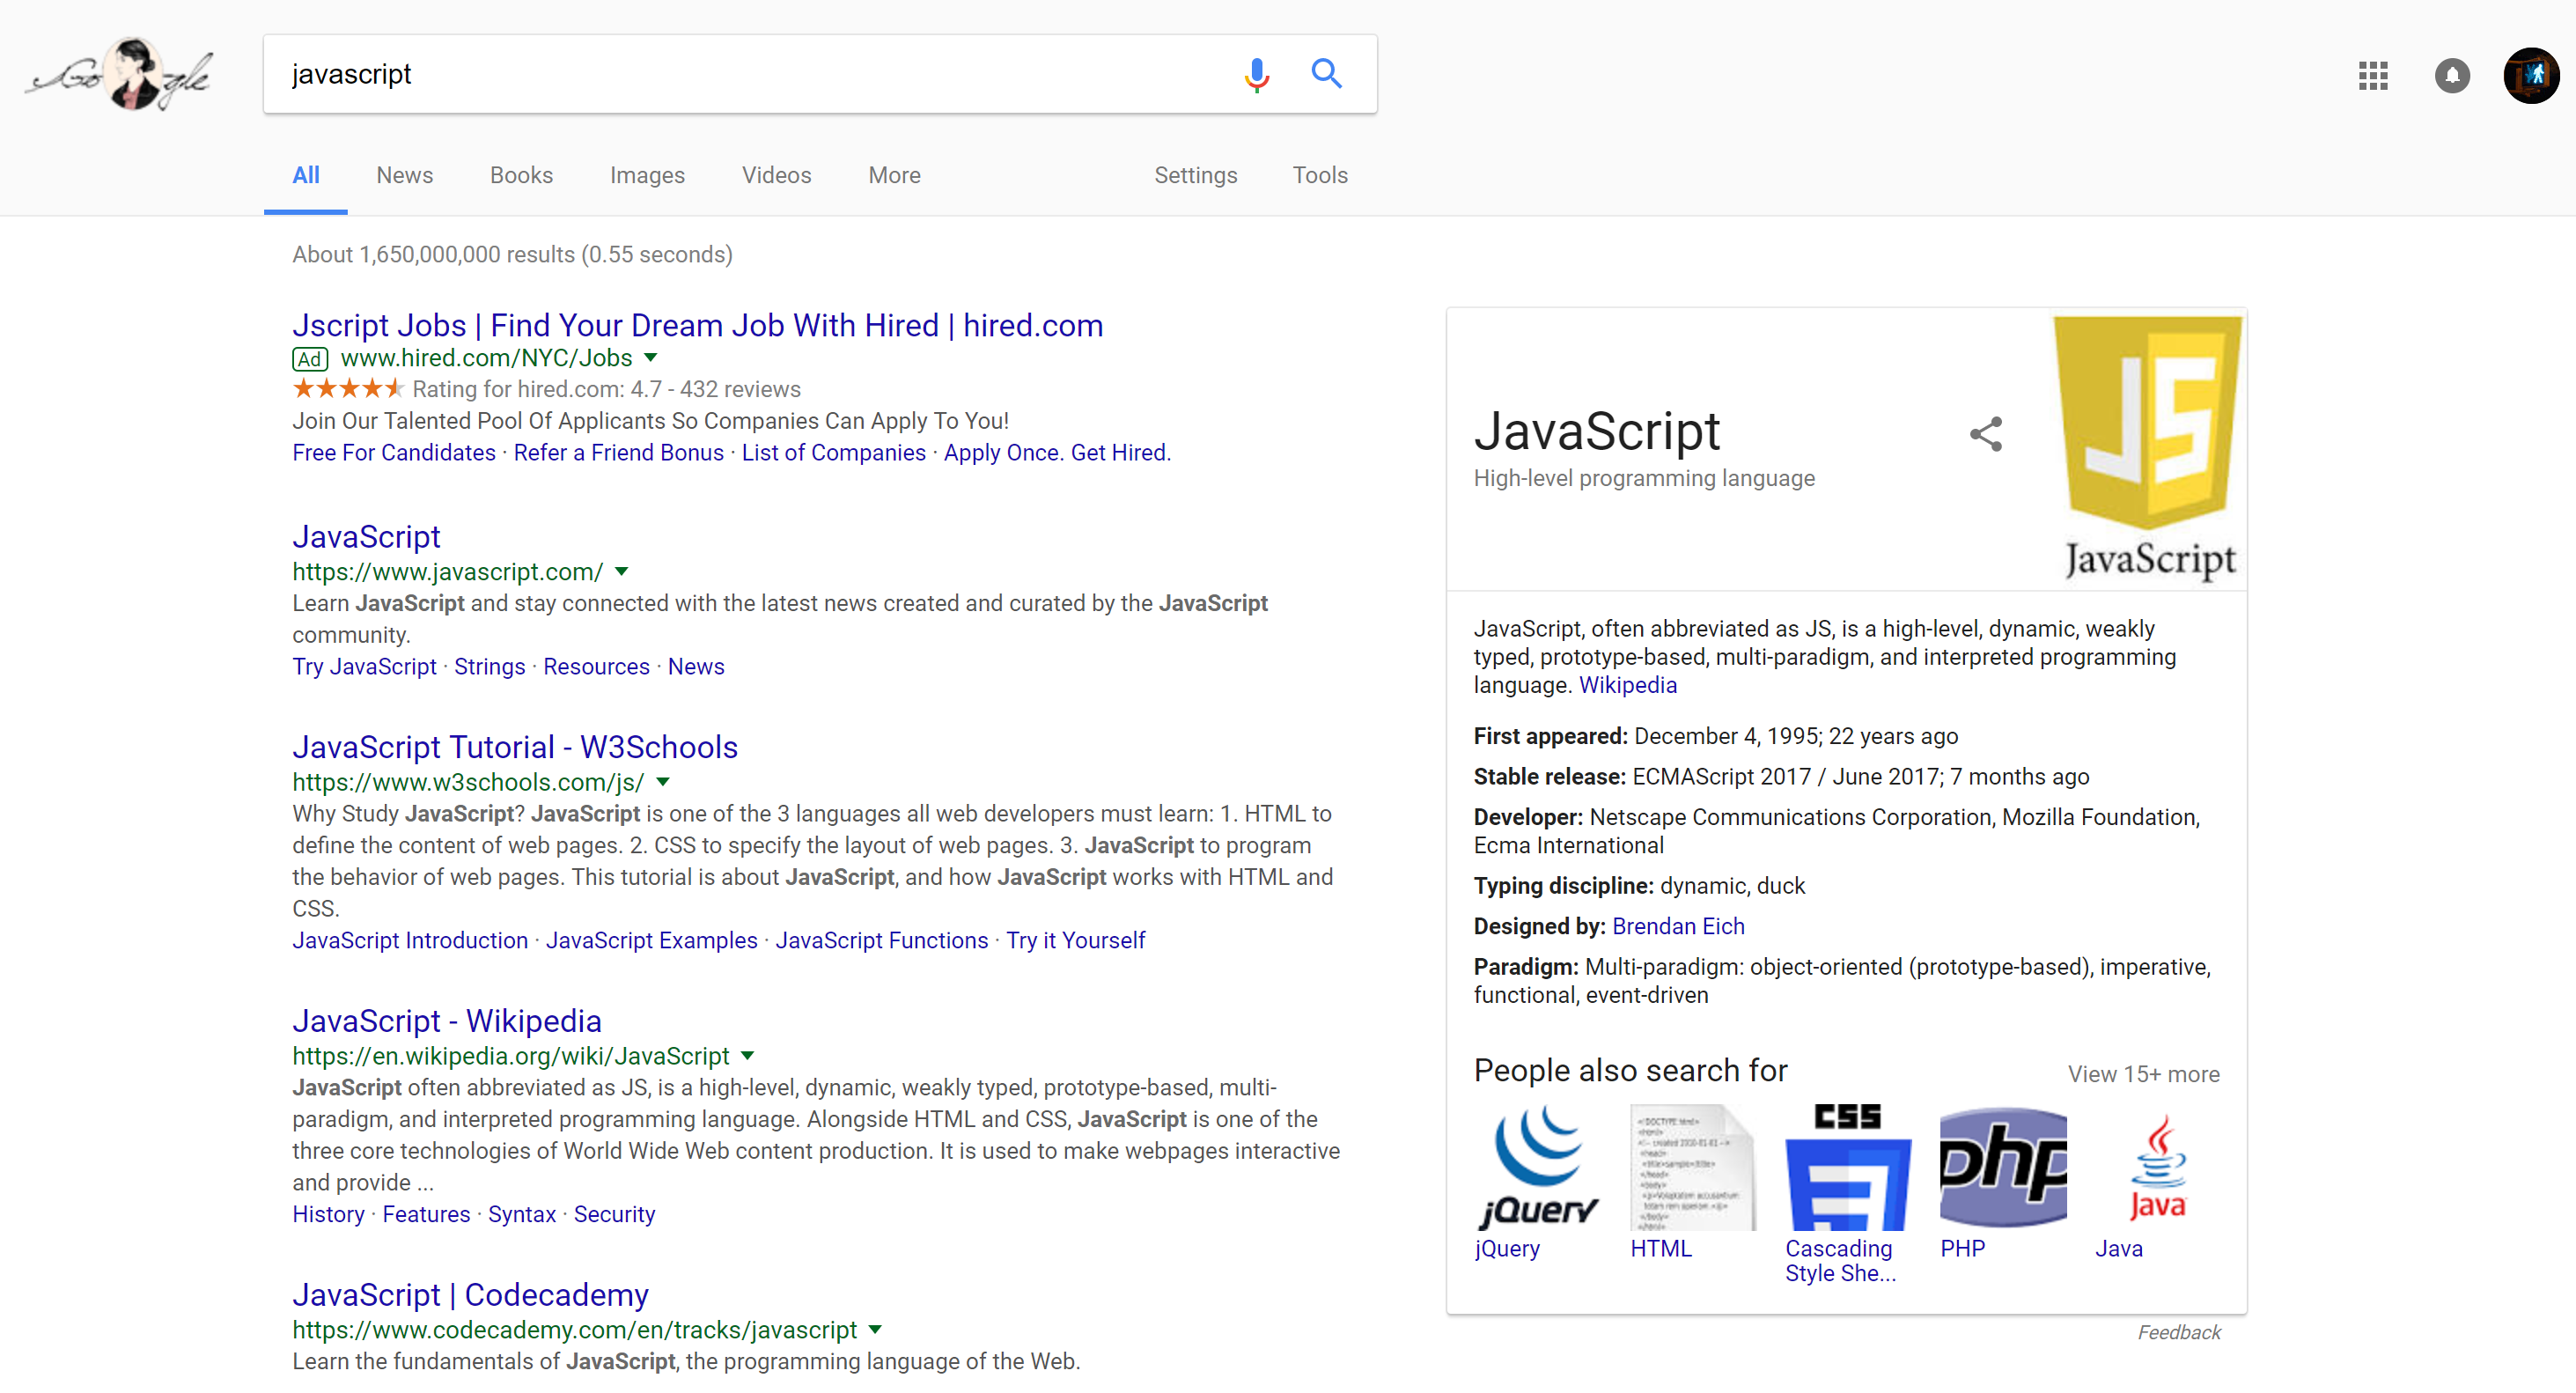 Google
javascript
All News Books Images Videos More Settings Tools
About 1,650,000,000 results (0.55 seconds)
Jscript Jobs | Find Your Dream Job With Hired | hired.com
Ad www.hired.com/NYC/Jobs
Rating for hired.com: 4.7 - 432 reviews
Join Our Talented Pool Of Applicants So Companies Can Apply To You!
Free For Candidates · Refer a Friend Bonus · List of Companies · Apply Once. Get Hired.
JavaScript
https://www.javascript.com/
Learn JavaScript and stay connected with the latest news created and curated by the JavaScript
community.
Try JavaScript · Strings · Resources · News
JavaScript Tutorial - W3Schools
https://www.w3schools.com/js/
Why Study JavaScript? JavaScript is one of the 3 languages all web developers must learn: 1. HTML to
define the content of web pages. 2. CSS to specify the layout of web pages. 3. JavaScript to program
the behavior of web pages. This tutorial is about JavaScript, and how JavaScript works with HTML and
CSS.
JavaScript Introduction · JavaScript Examples · JavaScript Functions · Try it Yourself
JavaScript - Wikipedia
https://en.wikipedia.org/wiki/JavaScript
JavaScript often abbreviated as JS, is a high-level, dynamic, weakly typed, prototype-based, multi-
paradigm, and interpreted programming language. Alongside HTML and CSS, JavaScript is one of the
three core technologies of World Wide Web content production. It is used to make webpages interactive
and provide ...
History · Features · Syntax · Security
JavaScript | Codecademy
https://www.codecademy.com/en/tracks/javascript
Learn the fundamentals of JavaScript, the programming language of the Web.
JavaScript
High-level programming language
JS
JavaScript
JavaScript, often abbreviated as JS, is a high-level, dynamic, weakly
typed, prototype-based, multi-paradigm, and interpreted programming
language. Wikipedia
First appeared: December 4, 1995; 22 years ago
Stable release: ECMAScript 2017 / June 2017; 7 months ago
Developer: Netscape Communications Corporation, Mozilla Foundation,
Ecma International
Typing discipline: dynamic, duck
Designed by: Brendan Eich
Paradigm: Multi-paradigm: object-oriented (prototype-based), imperative,
functional, event-driven
People also search for View 15+ more
jQuery
<!DOCTYPE html>
<html>
<!-- created 2010-01-01 -->
<head>
<title>sample</title>
</head>
<body>
</body>
</html>
CSS
php
Java
jQuery HTML Cascading PHP Java
Style She...
Feedback